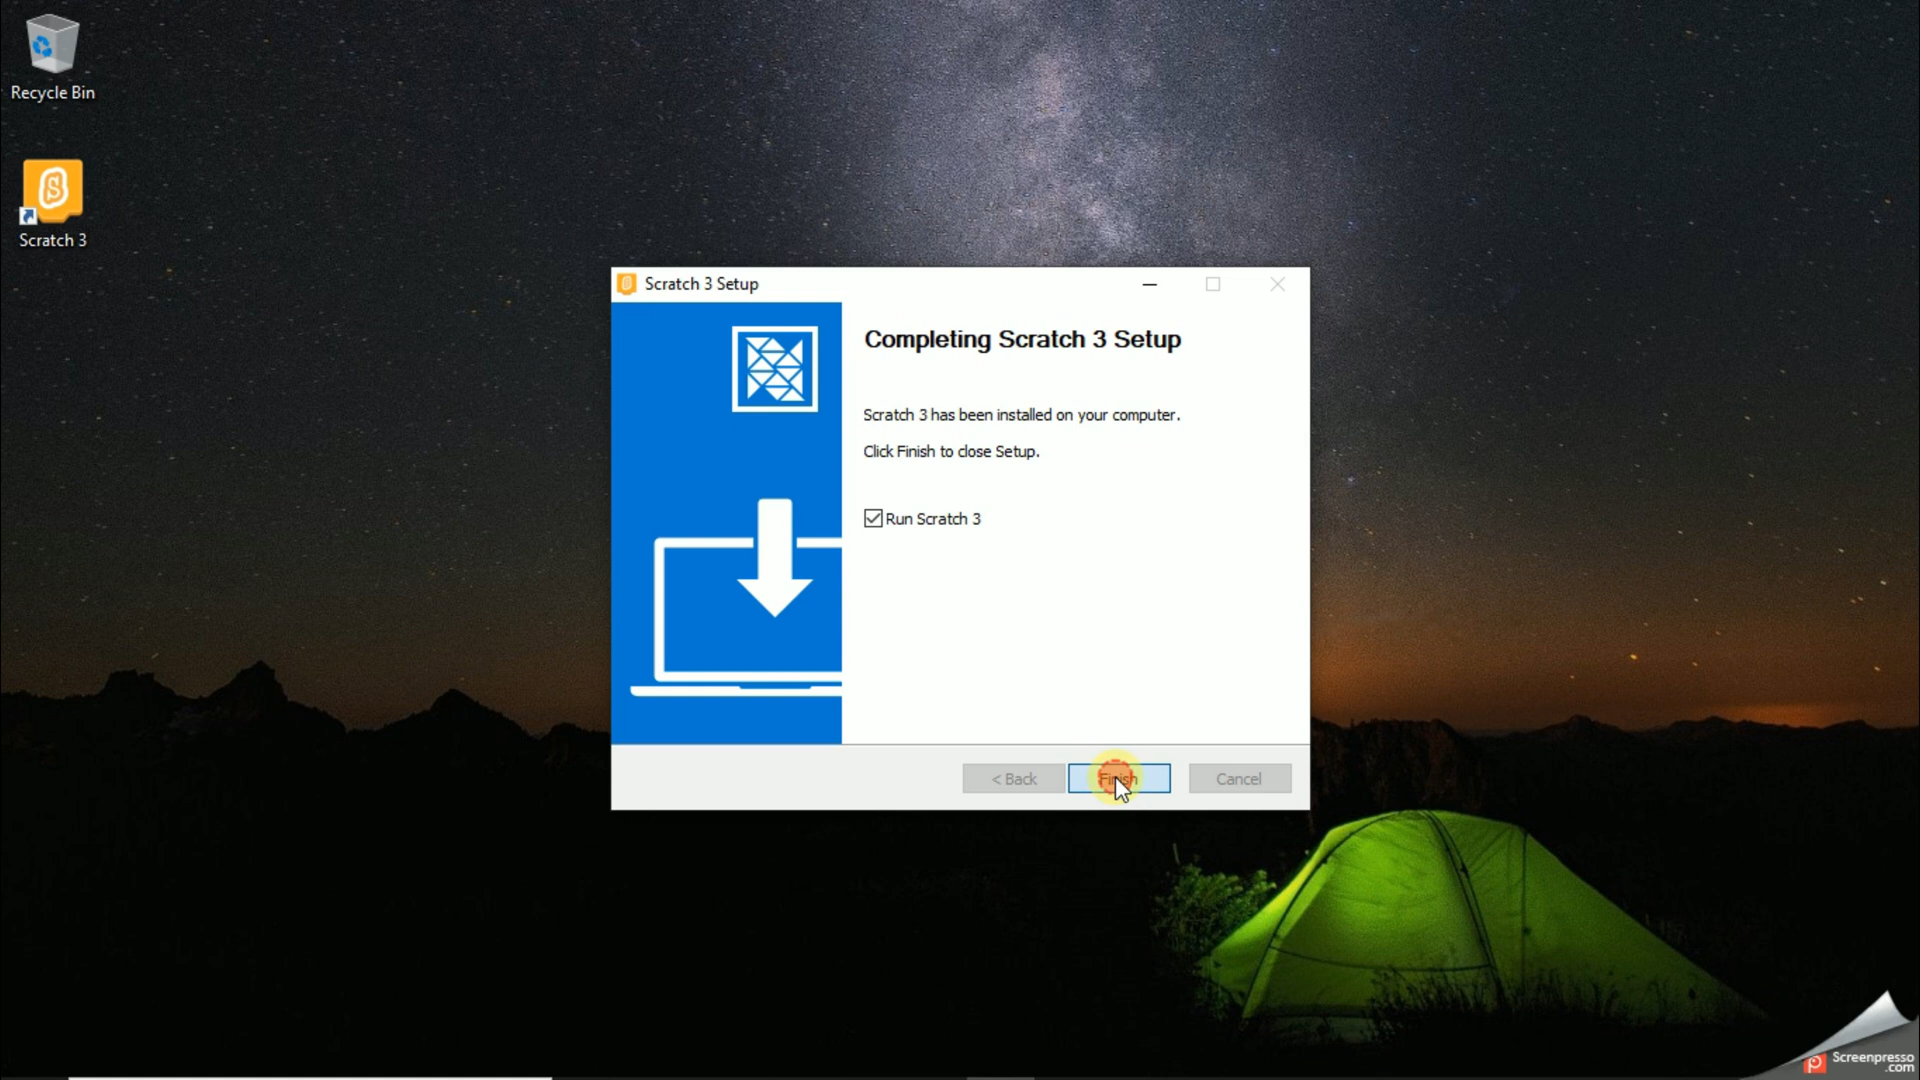 Recycle Bin
Scratch 3
Scratch 3 Setup
Completing Scratch 3 Setup
Scratch 3 has been installed on your computer.
Click Finish to close Setup.
Run Scratch 3
< Back
Finish
Cancel
Screenpresso
.com